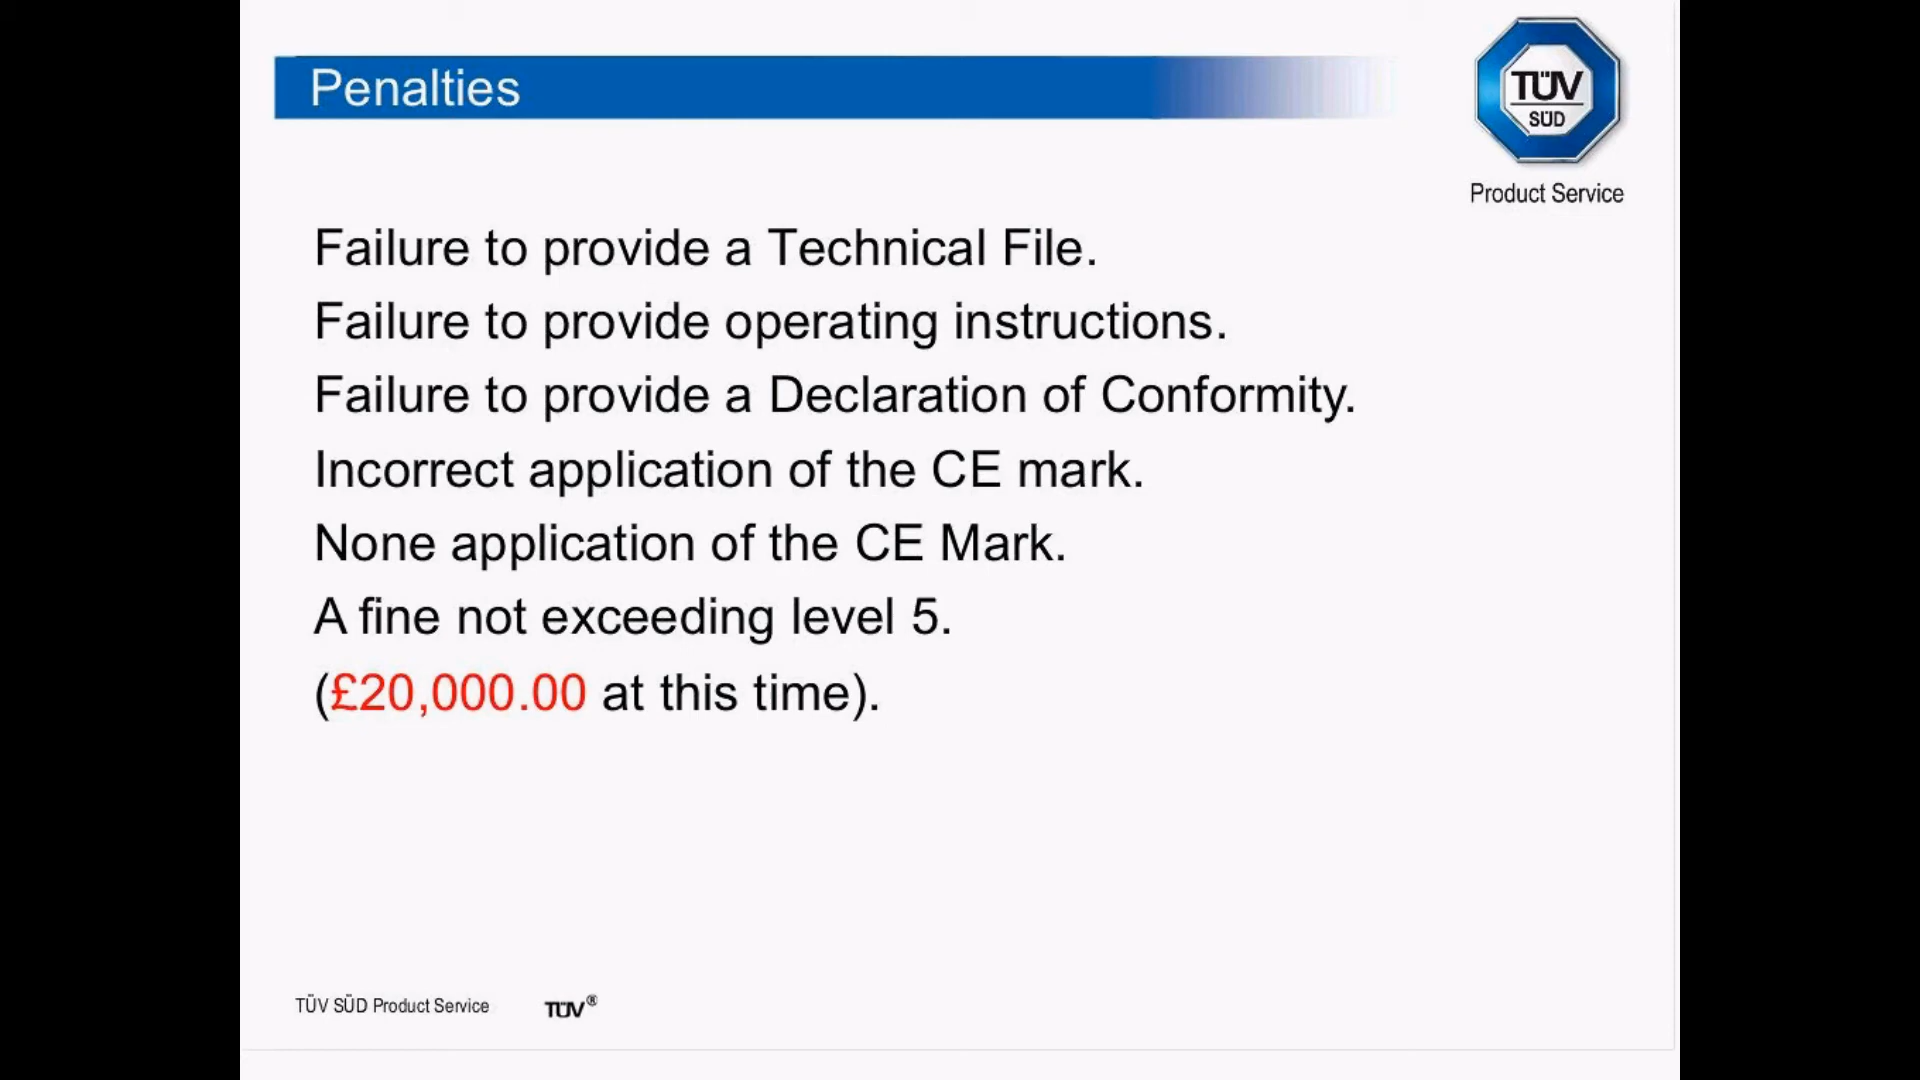 Penalties
TÜV
SÜD
Product Service
Failure to provide a Technical File.
Failure to provide operating instructions.
Failure to provide a Declaration of Conformity.
Incorrect application of the CE mark.
None application of the CE Mark.
A fine not exceeding level 5.
(£20,000.00 at this time).
TÜV SÜD Product Service TÜV®